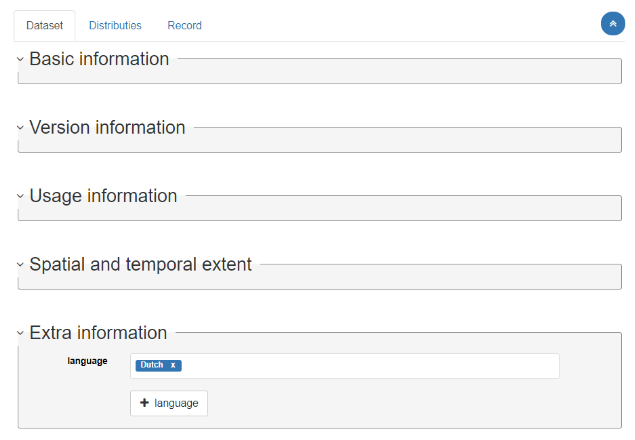 Dataset Distributies Record
Basic information
Version information
Usage information
Spatial and temporal extent
Extra information
language
Dutch x
+ language